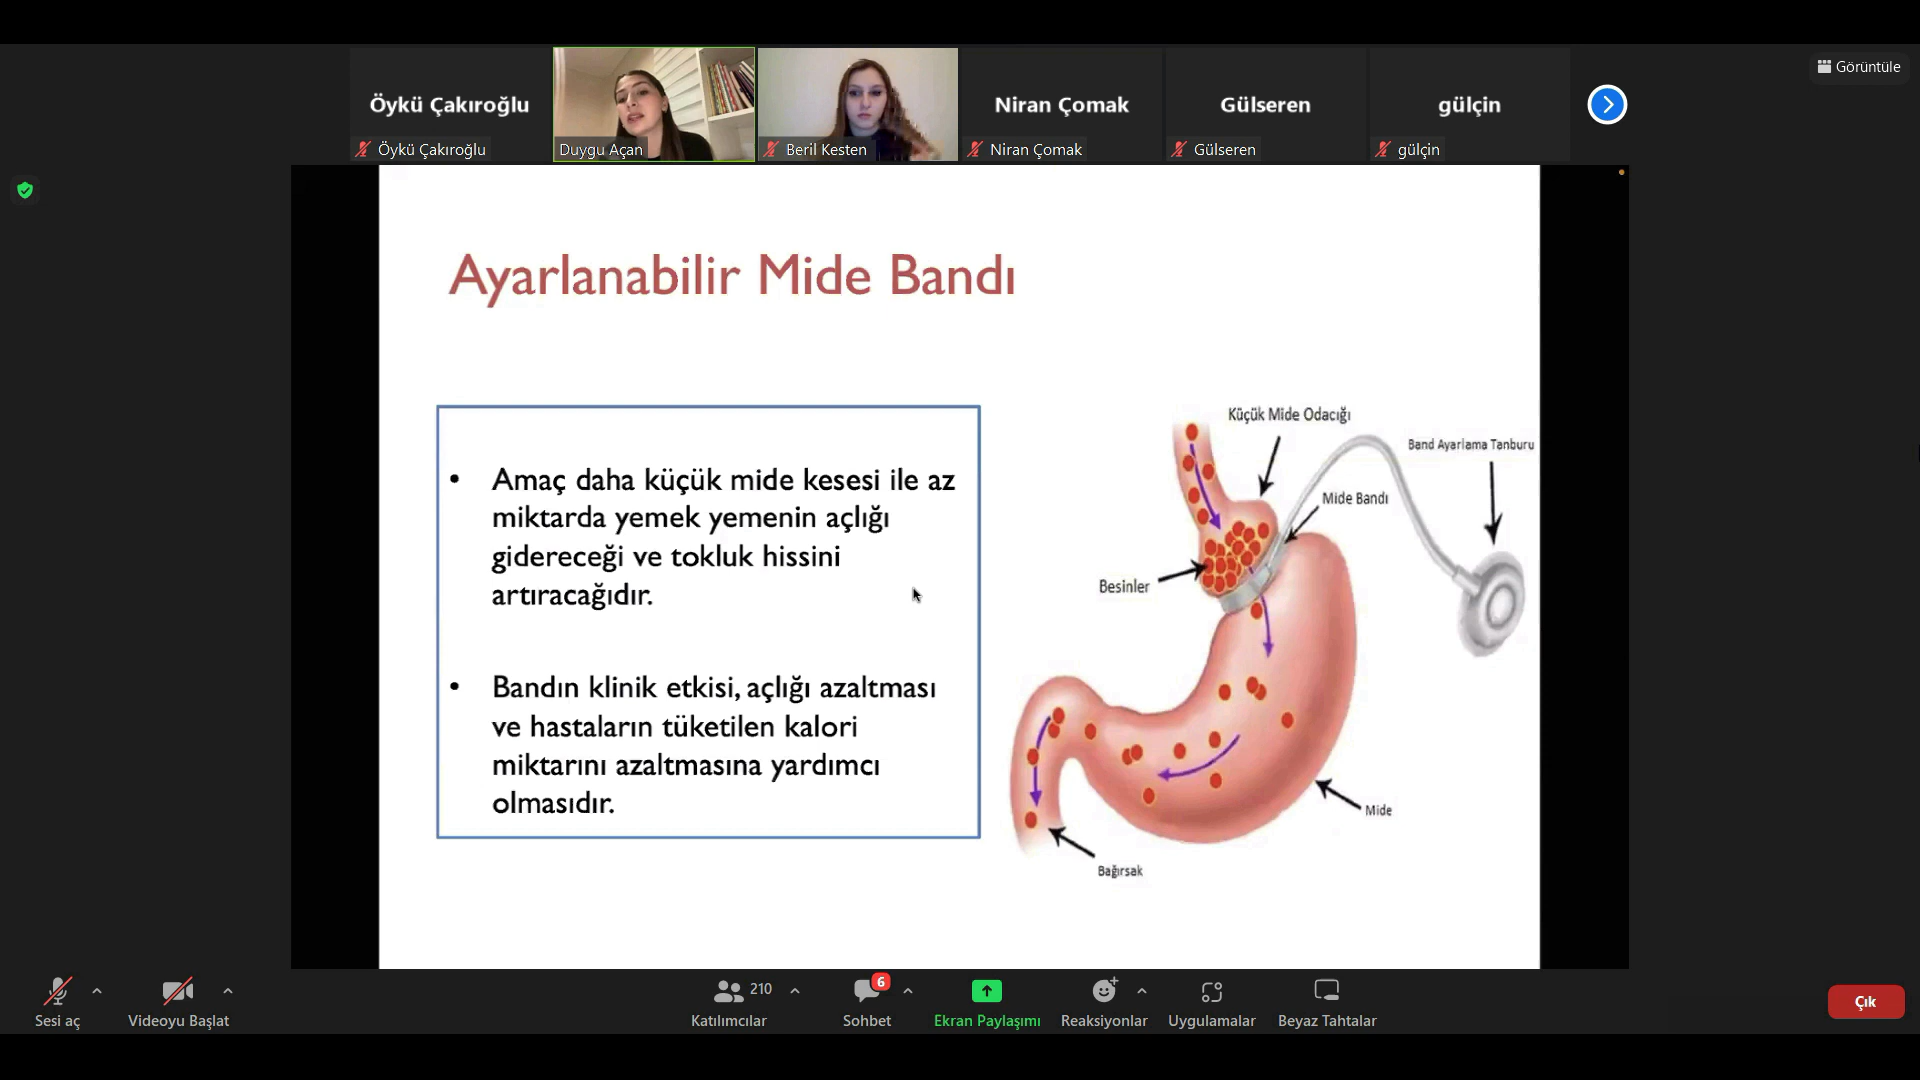 Görüntüle
Öykü Çakıroğlu
Niran Çomak
Gülseren
gülçin
Öykü Çakıroğlu
Duygu Açan
Beril Kesten
Niran Çomak
Gülseren
gülçin
Ayarlanabilir Mide Bandı
• Amaç daha küçük mide kesesi ile az
miktarda yemek yemenin açlığı
gidereceği ve tokluk hissini
artıracağıdır.
• Bandın klinik etkisi, açlığı azaltması
ve hastaların tüketilen kalori
miktarını azaltmasına yardımcı
olmasıdır.
Küçük Mide Odacığı
Band Ayarlama Tanburu
Mide Bandı
Besinler
Mide
Bağırsak
Sesi aç
Videoyu Başlat
210
Katılımcılar
6
Sohbet
Ekran Paylaşımı
Reaksiyonlar
Uygulamalar
Beyaz Tahtalar
Çık